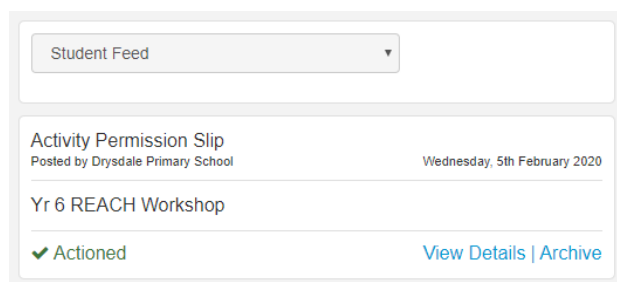 Student Feed
Activity Permission Slip
Posted by Drysdale Primary School
Wednesday, 5th February 2020
Yr 6 REACH Workshop
Actioned
View Details | Archive